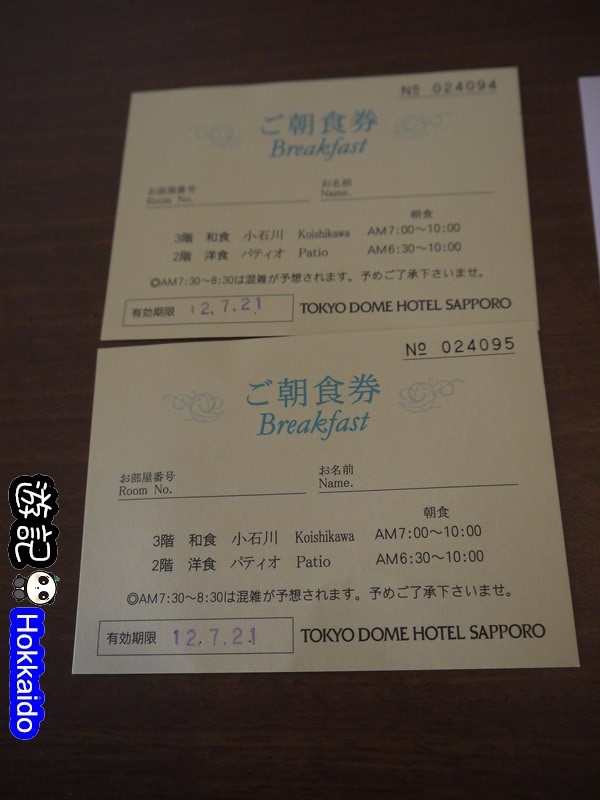 № 024094
ご朝食券
Breakfast
お部屋番号
Room No.
お名前
Name.
朝食
3階 和食 小石川 Koishikawa AM7:00〜10:00
2階 洋食 パティオ Patio AM6:30〜10:00
◎AM7:30〜8:30は混雑が予想されます。予めご了承下さいませ。
有効期限 12.7.21
TOKYO DOME HOTEL SAPPORO
№ 024095
ご朝食券
Breakfast
お部屋番号
Room No.
お名前
Name.
朝食
3階 和食 小石川 Koishikawa AM7:00〜10:00
2階 洋食 パティオ Patio AM6:30〜10:00
◎AM7:30〜8:30は混雑が予想されます。予めご了承下さいませ。
有効期限 12.7.21
TOKYO DOME HOTEL SAPPORO
游記
Hokkaido